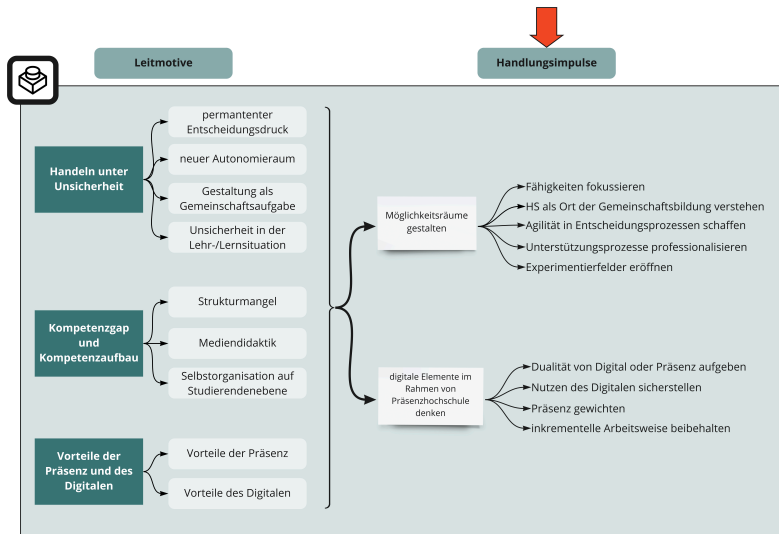 Leitmotive
Handlungsimpulse
Handeln unter
Unsicherheit
permantenter
Entscheidungsdruck
neuer Autonomieraum
Gestaltung als
Gemeinschaftsaufgabe
Unsicherheit in der
Lehr-/Lernsituation
Kompetenzgap
und
Kompetenzaufbau
Strukturmangel
Mediendidaktik
Selbstorganisation auf
Studierendenebene
Vorteile der
Präsenz und des
Digitalen
Vorteile der Präsenz
Vorteile des Digitalen
Möglichkeitsräume
gestalten
Fähigkeiten fokussieren
HS als Ort der Gemeinschaftsbildung verstehen
Agilität in Entscheidungsprozessen schaffen
Unterstützungsprozesse professionalisieren
Experimentierfelder eröffnen
digitale Elemente im
Rahmen von
Präsenzhochschule
denken
Dualität von Digital oder Präsenz aufgeben
Nutzen des Digitalen sicherstellen
Präsenz gewichten
inkrementelle Arbeitsweise beibehalten